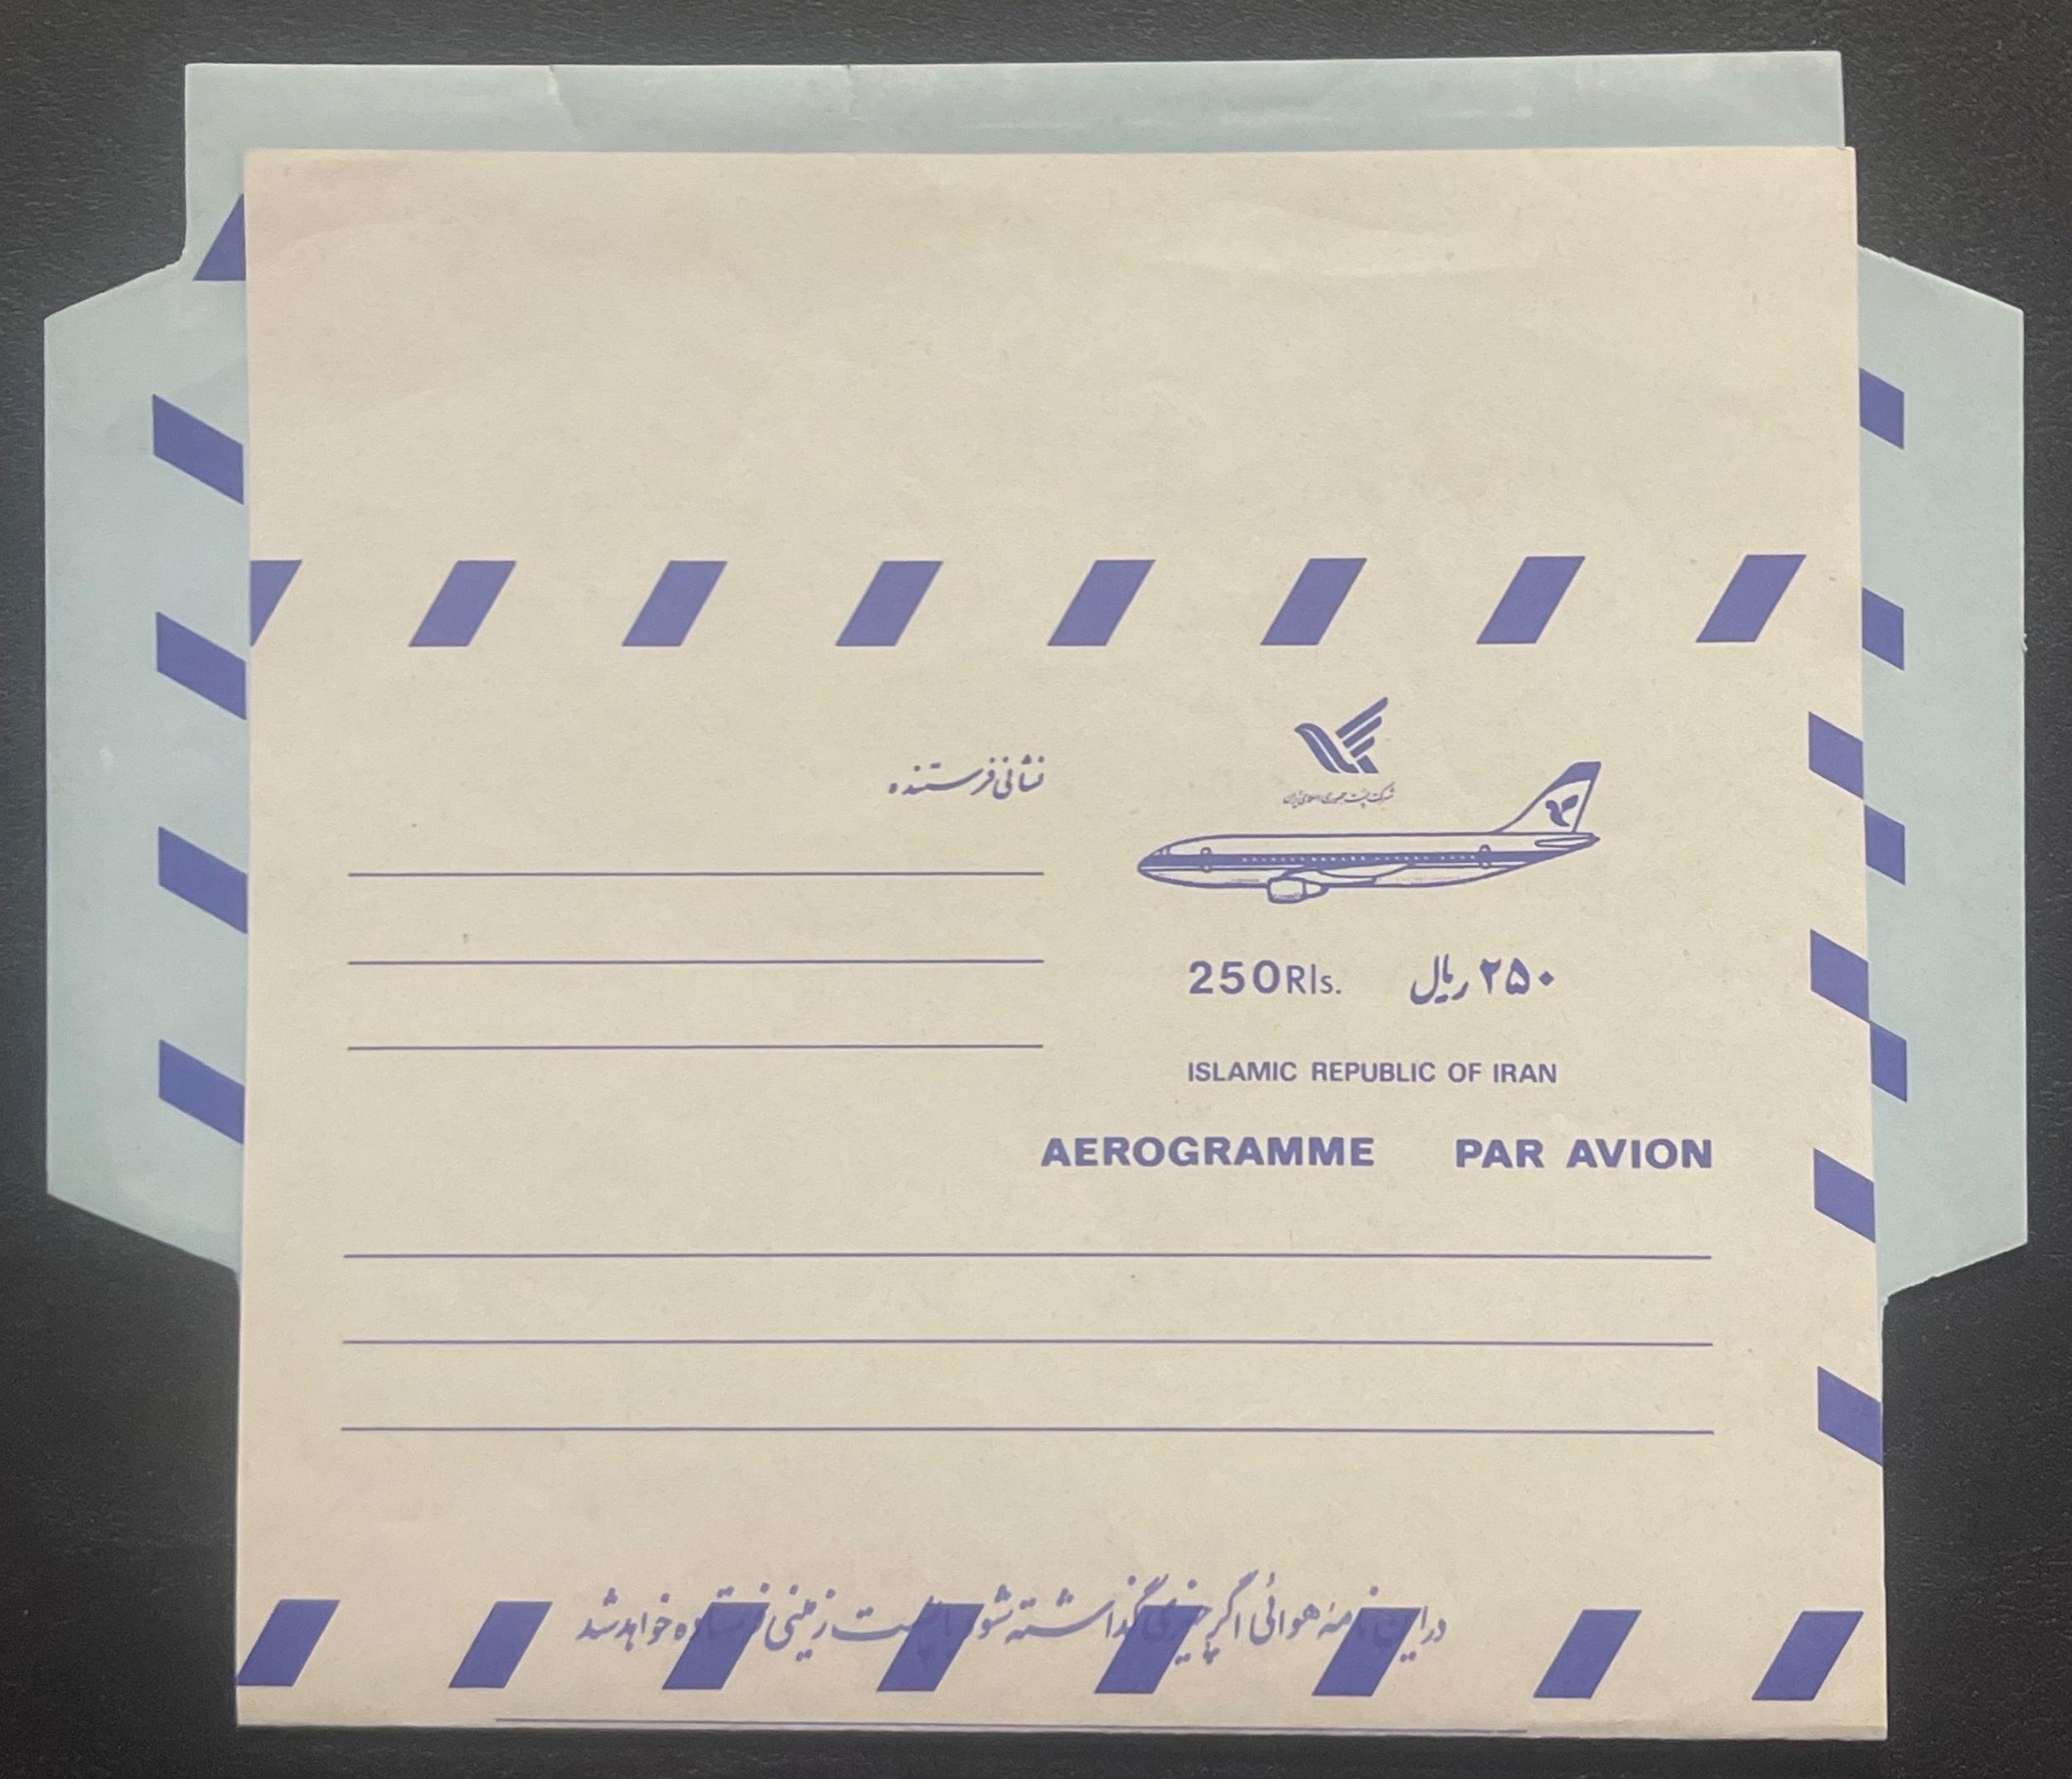 شرکت پست جمهوری اسلامی ایران
نشانی فرستنده
250Rls. ۲۵۰ ریال
ISLAMIC REPUBLIC OF IRAN
AEROGRAMME PAR AVION
در این نامه هوائی اگر چیزی گذاشته شود با پست زمینی فرستاده خواهد شد